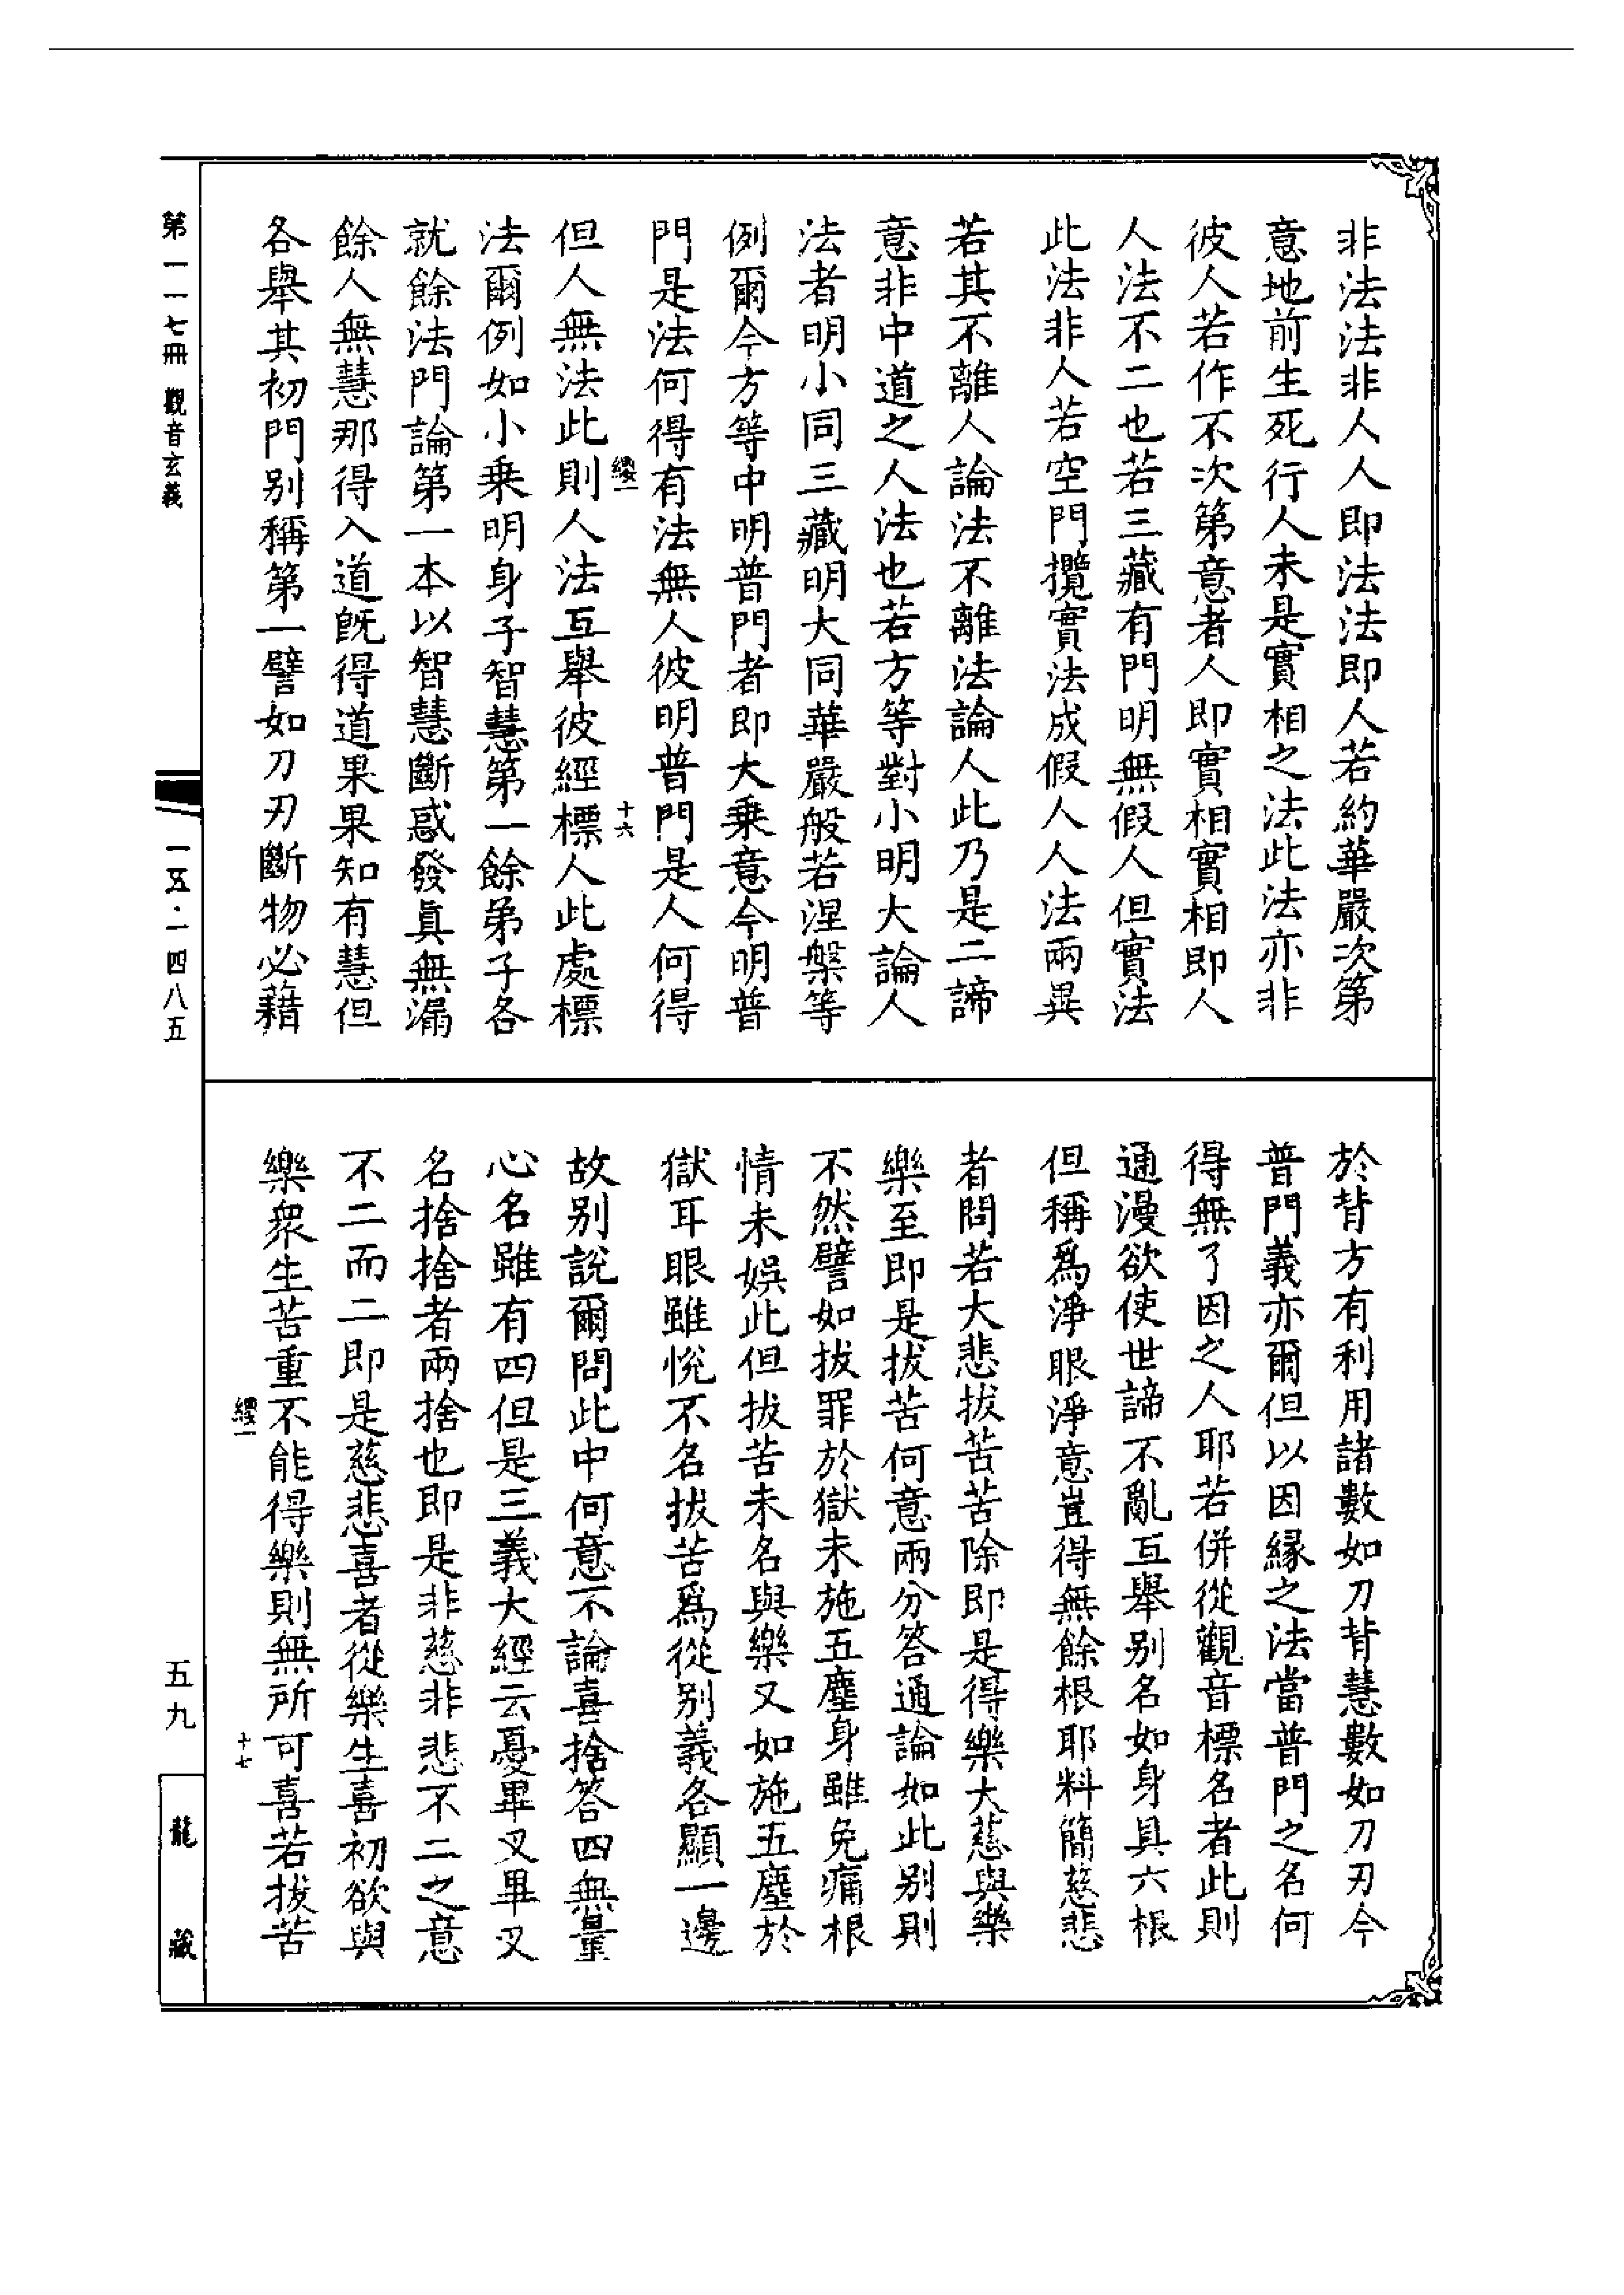 非法法非人人即法法即人若約華嚴次第
意地前生死行人未是實相之法此法亦非
彼人若作不次第意者人即實相實相即人
人法不二也若三藏有門明無假人但實法
此法非人若空門攬實法成假人人法兩異
若其不離人論法不離法論人此乃是二諦
意非中道之人法也若方等對小明大論人
法者明小同三藏明大同華嚴般若涅槃等
例爾今方等中明普門者即大乗意今明普
門是法何得有法無人彼明普門是人何得
纓一
十六
但人無法此則人法互舉彼經標人此處標
法爾例如小乗明身子智慧第一餘弟子各
就餘法門論第一本以智慧斷惑發眞無漏
餘人無慧那得入道旣得道果果知有慧但
各舉其初門别稱第一譬如刀刃斷物必藉
於背方有利用諸數如刀背慧數如刀刃今
普門義亦爾但以因緣之法當普門之名何
得無了因之人耶若併從觀音標名者此則
通漫欲使世諦不亂互舉别名如身具六根
但稱爲淨眼淨意豈得無餘根耶料簡慈悲
者問若大悲拔苦苦除即是得樂大慈與樂
樂至即是拔苦何意兩分答通論如此别則
不然譬如拔罪於獄未施五塵身雖免痛根
情未娱此但拔苦未名與樂又如施五塵於
獄耳眼雖悅不名拔苦爲從别義各顯一邊
故别説爾問此中何意不論喜捨答四無量
心名雖有四但是三義大經云憂畢叉畢叉
名捨捨者兩捨也即是非慈非悲不二之意
不二而二即是慈悲喜者從樂生喜初欲與
樂衆生苦重不能得樂則無所可喜若拔苦
纓一
十七
第一一七冊 觀音玄義
一五·一四八五
五九
龍藏